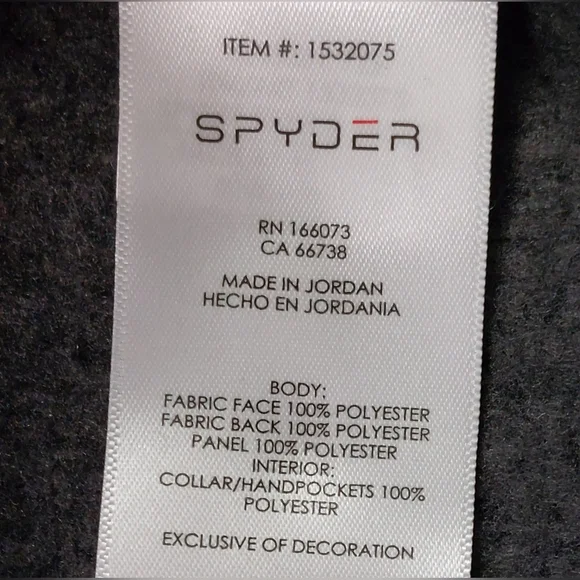 ITEM #: 1532075
SPYDER
RN 166073
CA 66738
MADE IN JORDAN
HECHO EN JORDANIA
BODY:
FABRIC FACE 100% POLYESTER
FABRIC BACK 100% POLYESTER
PANEL 100% POLYESTER
INTERIOR:
COLLAR/HANDPOCKETS 100%
POLYESTER
EXCLUSIVE OF DECORATION